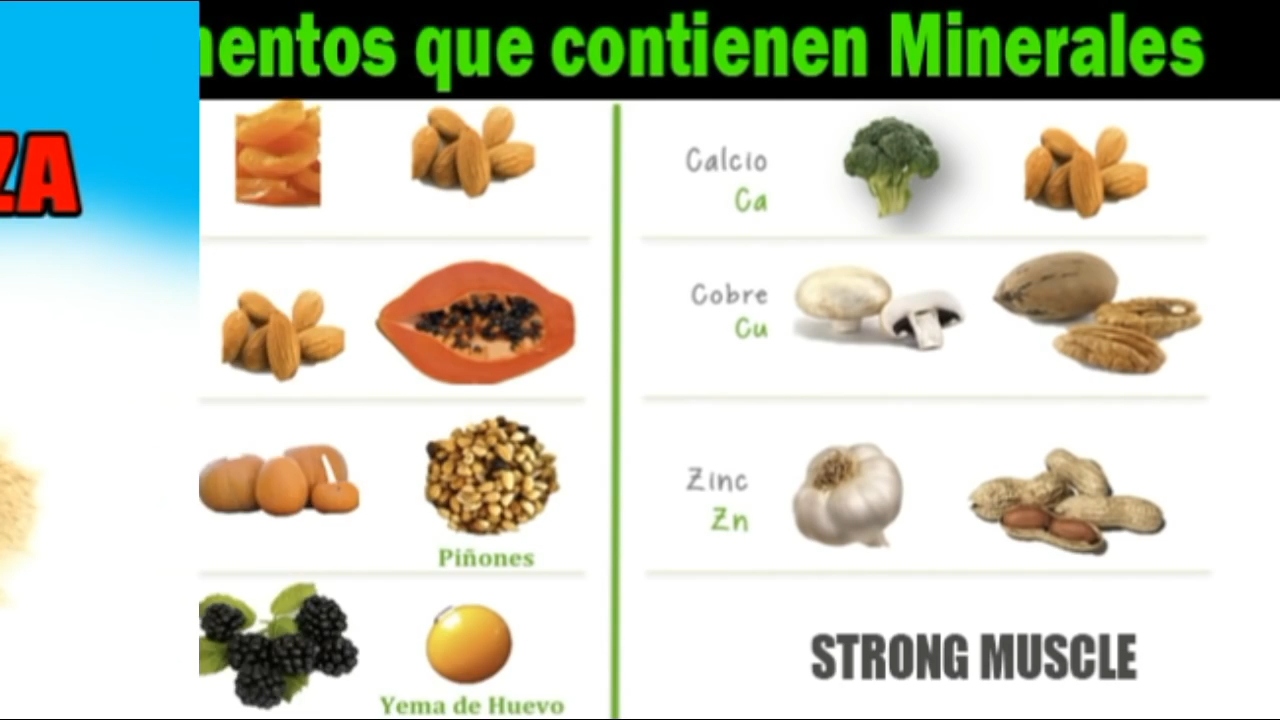 mentos que contienen Minerales
ZA
Calcio
Ca
Cobre
Cu
Zinc
Zn
Piñones
Yema de Huevo
STRONG MUSCLE